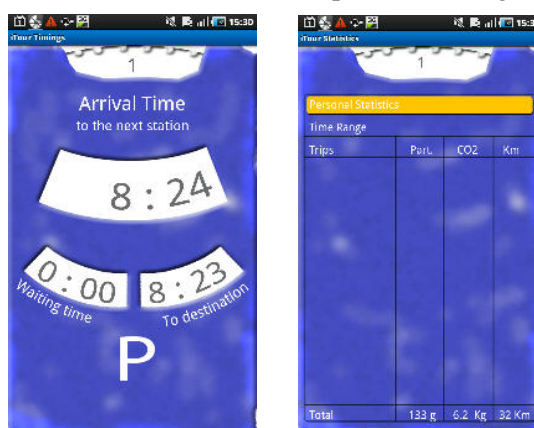 15:30
iTour Timings
1
Arrival Time
to the next station
8 : 24
0 : 00 8 : 23
Waiting time To destination
P
15:3
iTour Statistics
1
Personal Statistics
Time Range
Trips Part. CO2 Km
Total 133 g 6.2 Kg 32 Km